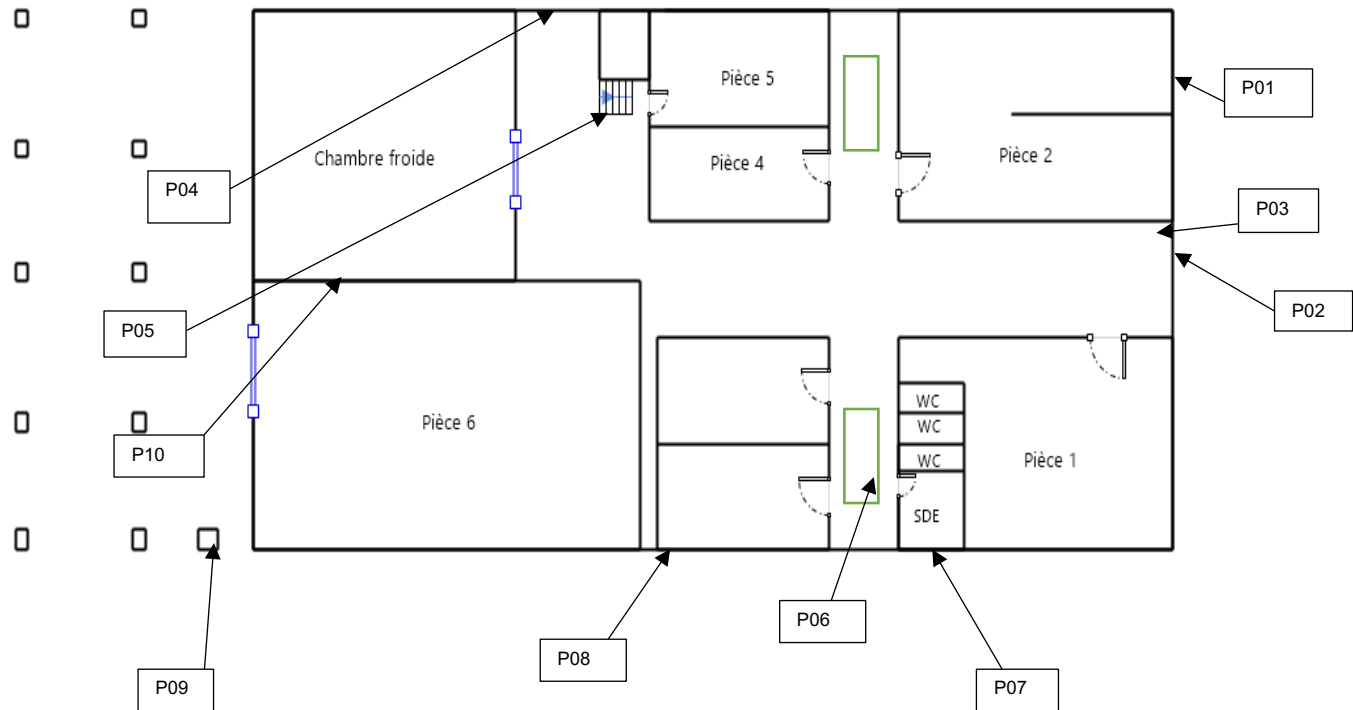 Pièce 5
P01
Chambre froide
Pièce 4
Pièce 2
P04
P03
P02
P05
WC
Pièce 6
WC
P10
WC
Pièce 1
SDE
P06
P08
P09
P07